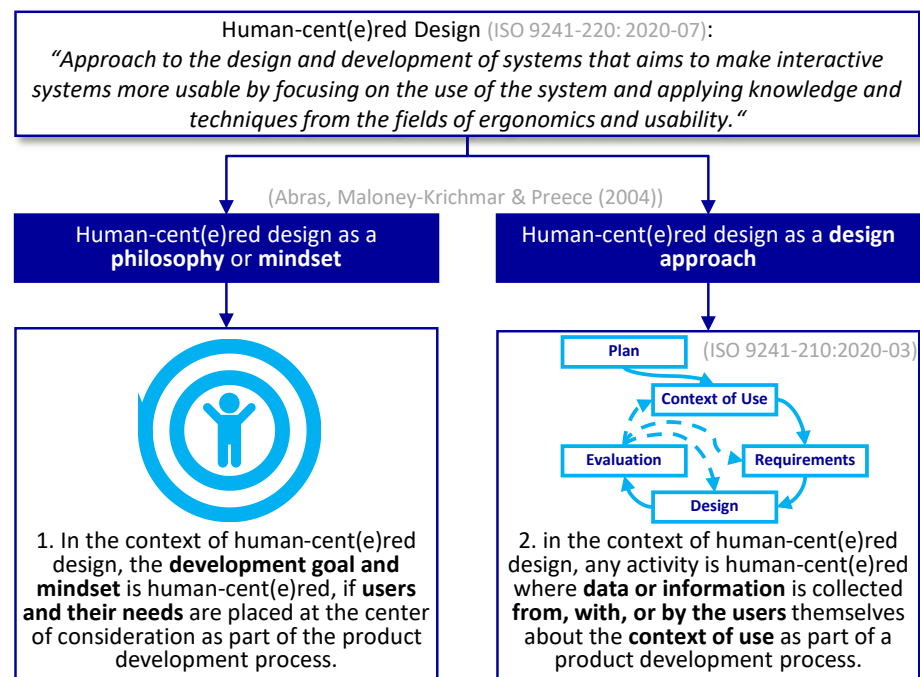 Human-cent(e)red Design (ISO 9241-220: 2020-07):
“Approach to the design and development of systems that aims to make interactive
systems more usable by focusing on the use of the system and applying knowledge and
techniques from the fields of ergonomics and usability.“
(Abras, Maloney-Krichmar & Preece (2004))
Human-cent(e)red design as a
philosophy or mindset
Human-cent(e)red design as a design
approach
1. In the context of human-cent(e)red
design, the development goal and
mindset is human-cent(e)red, if users
and their needs are placed at the center
of consideration as part of the product
development process.
Plan
(ISO 9241-210:2020-03)
Context of Use
Evaluation
Requirements
Design
2. in the context of human-cent(e)red
design, any activity is human-cent(e)red
where data or information is collected
from, with, or by the users themselves
about the context of use as part of a
product development process.